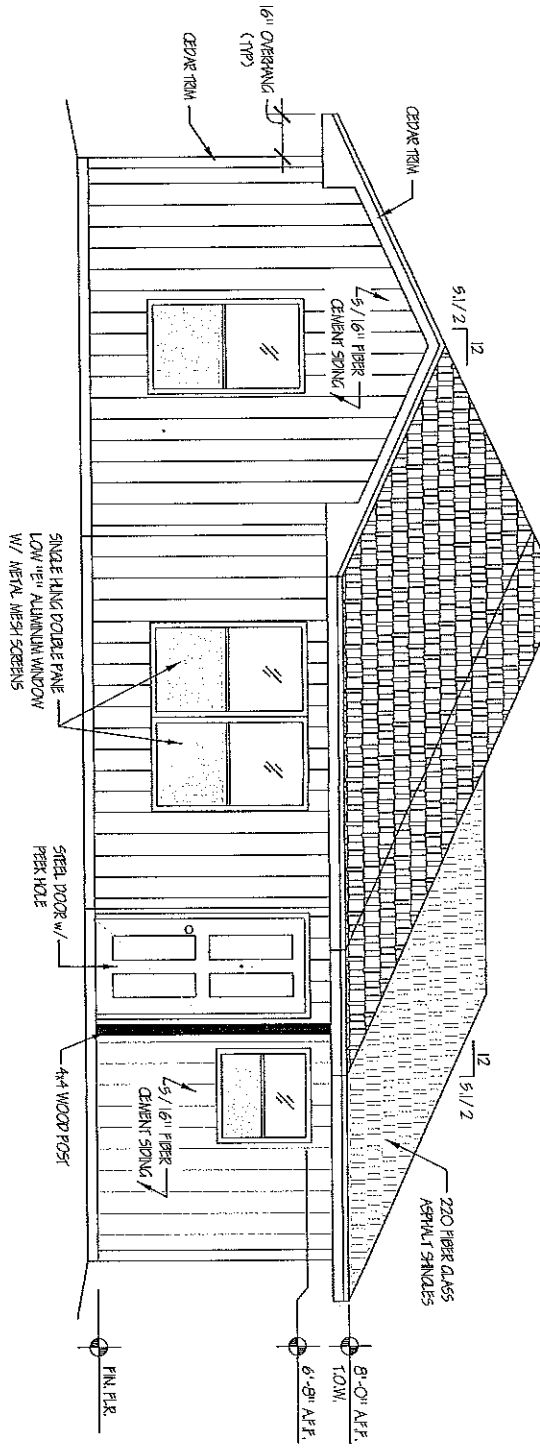 16" OVERHANG
(TYP)
CEDAR TRIM
CEDAR TRIM
5/16" FIBER
CEMENT SIDING
5 1/2
12
SINGLE HUNG DOUBLE PANE
LOW "E" ALUMINUM WINDOW
W/ METAL MESH SCREENS
STEEL DOOR w/
PEEK HOLE
4x4 WOOD POST
5/16" FIBER
CEMENT SIDING
12
5 1/2
220 FIBER GLASS
ASPHALT SHINGLES
8'-0" A.F.F.
T.O.W.
6'-8" A.F.F.
FIN. FLR.